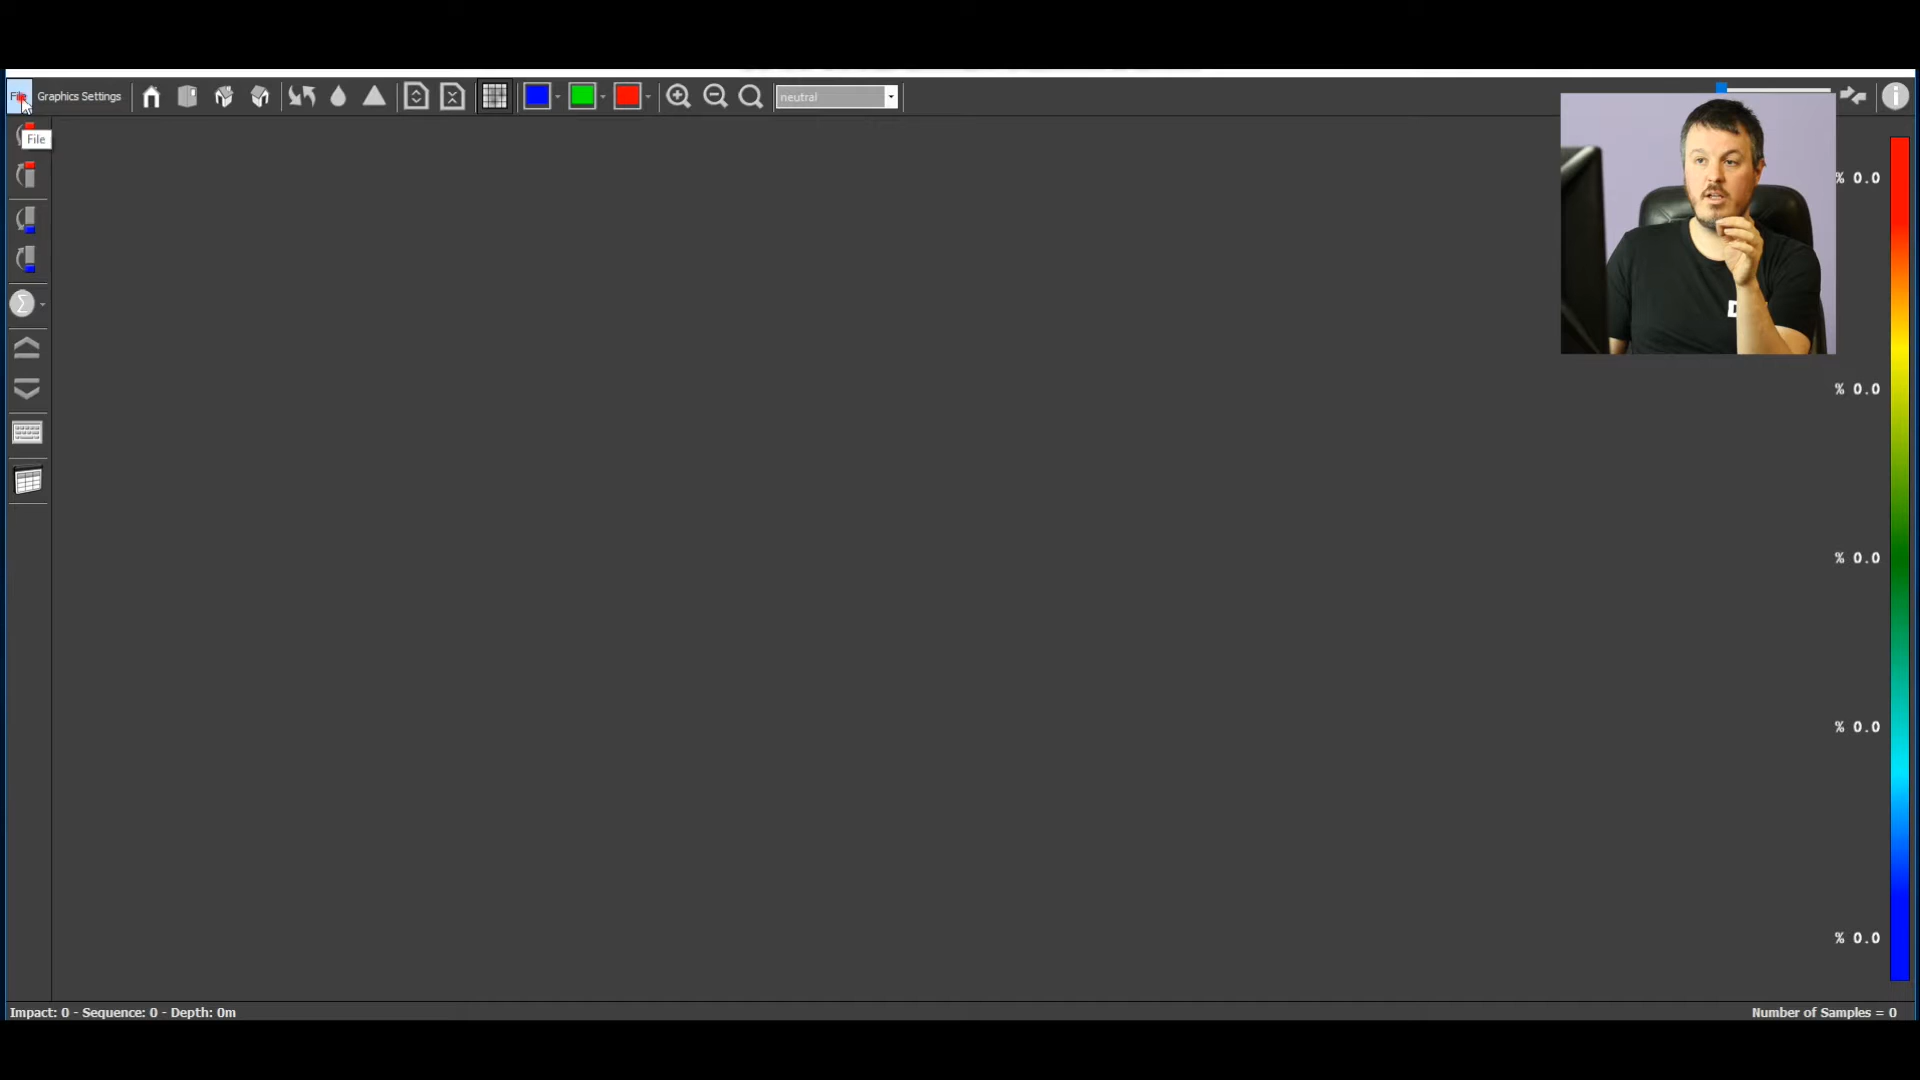 File Graphics Settings neutral
File
% 0.0
% 0.0
% 0.0
% 0.0
% 0.0
Impact: 0 - Sequence: 0 - Depth: 0m
Number of Samples = 0